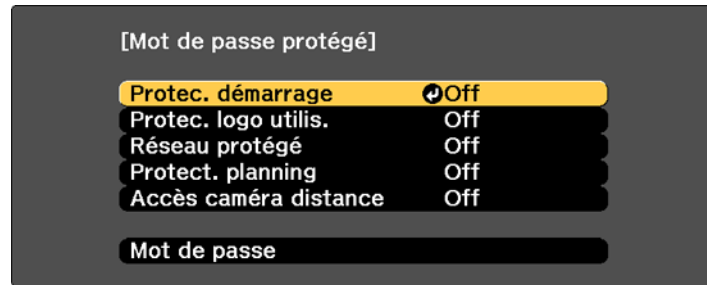 [Mot de passe protégé]
Protec. démarrage Off
Protec. logo utilis. Off
Réseau protégé Off
Protect. planning Off
Accès caméra distance Off
Mot de passe